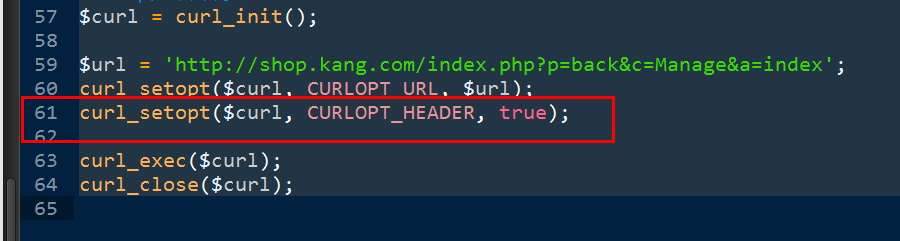 57 $curl = curl_init();
58
59 $url = 'http://shop.kang.com/index.php?p=back&c=Manage&a=index';
60 curl_setopt($curl, CURLOPT_URL, $url);
61 curl_setopt($curl, CURLOPT_HEADER, true);
62
63 curl_exec($curl);
64 curl_close($curl);
65